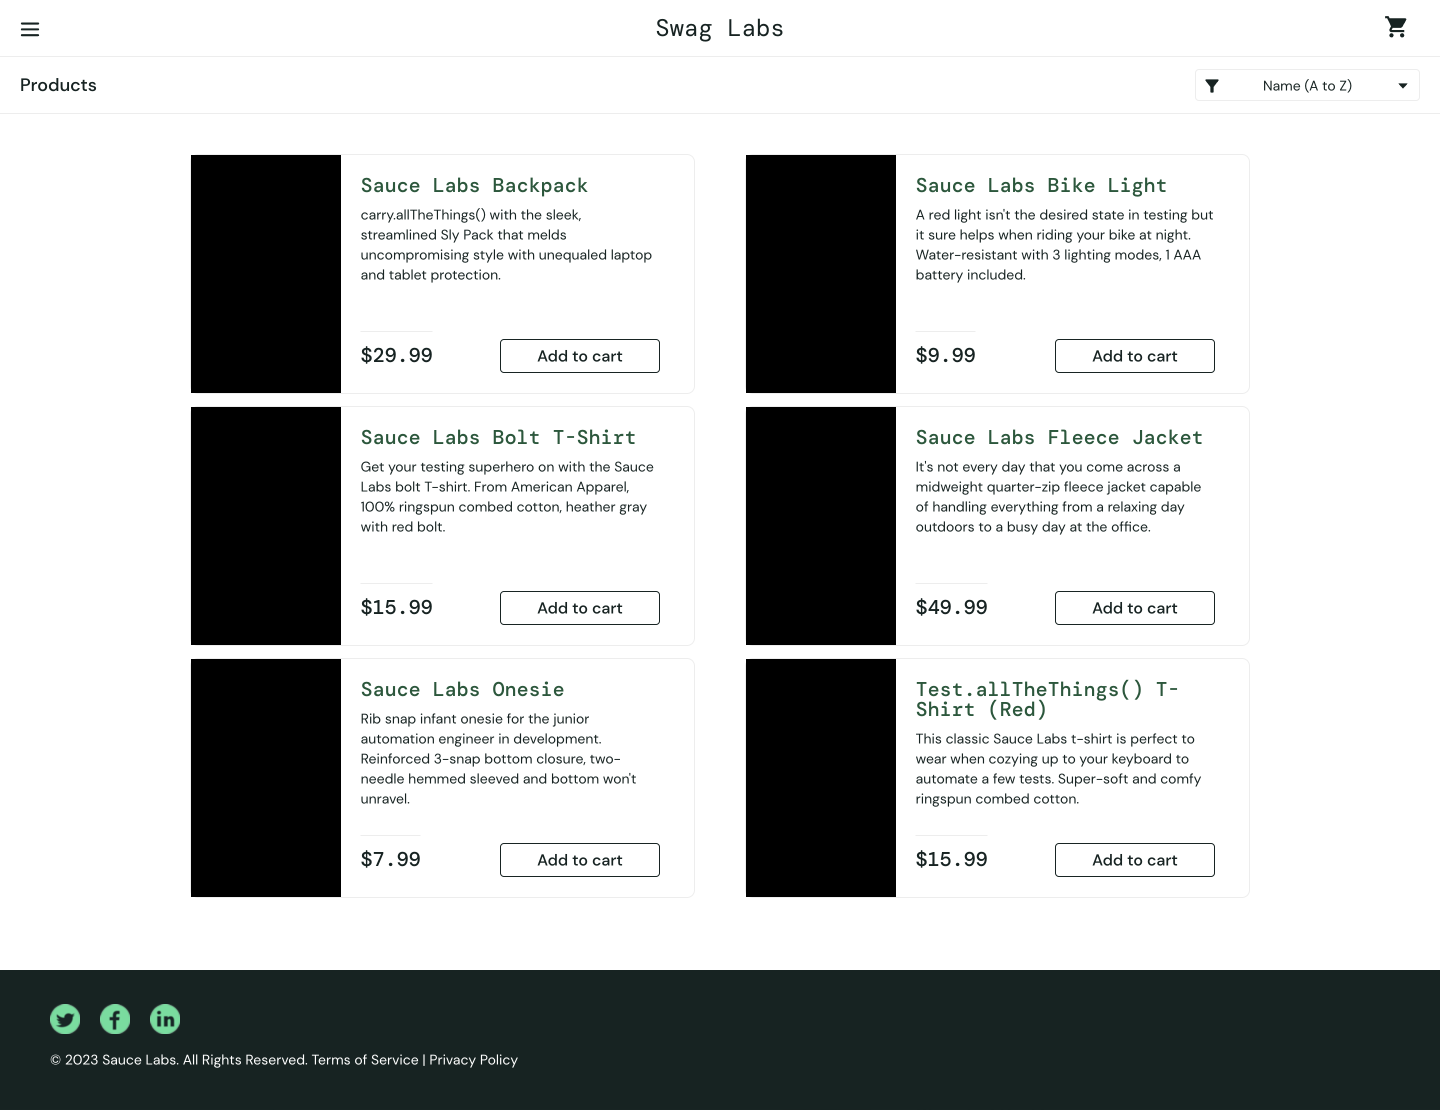 Swag Labs
Products
Name (A to Z)
Sauce Labs Backpack
carry.allTheThings() with the sleek,
streamlined Sly Pack that melds
uncompromising style with unequaled laptop
and tablet protection.
$29.99
Add to cart
Sauce Labs Bike Light
A red light isn't the desired state in testing but
it sure helps when riding your bike at night.
Water-resistant with 3 lighting modes, 1 AAA
battery included.
$9.99
Add to cart
Sauce Labs Bolt T-Shirt
Get your testing superhero on with the Sauce
Labs bolt T-shirt. From American Apparel,
100% ringspun combed cotton, heather gray
with red bolt.
$15.99
Add to cart
Sauce Labs Fleece Jacket
It's not every day that you come across a
midweight quarter-zip fleece jacket capable
of handling everything from a relaxing day
outdoors to a busy day at the office.
$49.99
Add to cart
Sauce Labs Onesie
Rib snap infant onesie for the junior
automation engineer in development.
Reinforced 3-snap bottom closure, two-
needle hemmed sleeved and bottom won't
unravel.
$7.99
Add to cart
Test.allTheThings() T-
Shirt (Red)
This classic Sauce Labs t-shirt is perfect to
wear when cozying up to your keyboard to
automate a few tests. Super-soft and comfy
ringspun combed cotton.
$15.99
Add to cart
© 2023 Sauce Labs. All Rights Reserved. Terms of Service | Privacy Policy